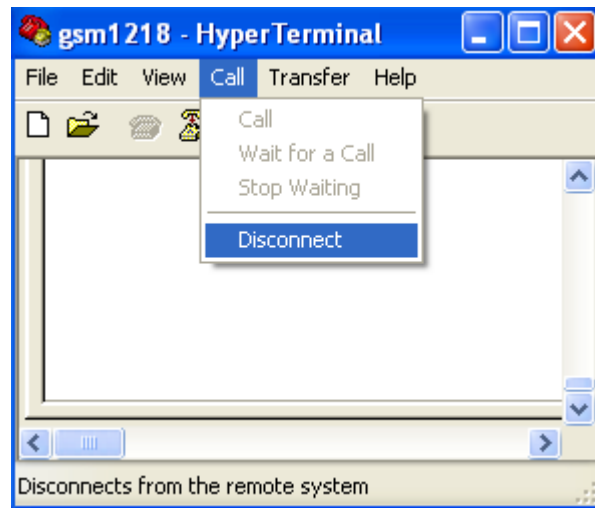 gsm1218 - HyperTerminal
File Edit View Call Transfer Help
Call
Wait for a Call
Stop Waiting
Disconnect
Disconnects from the remote system